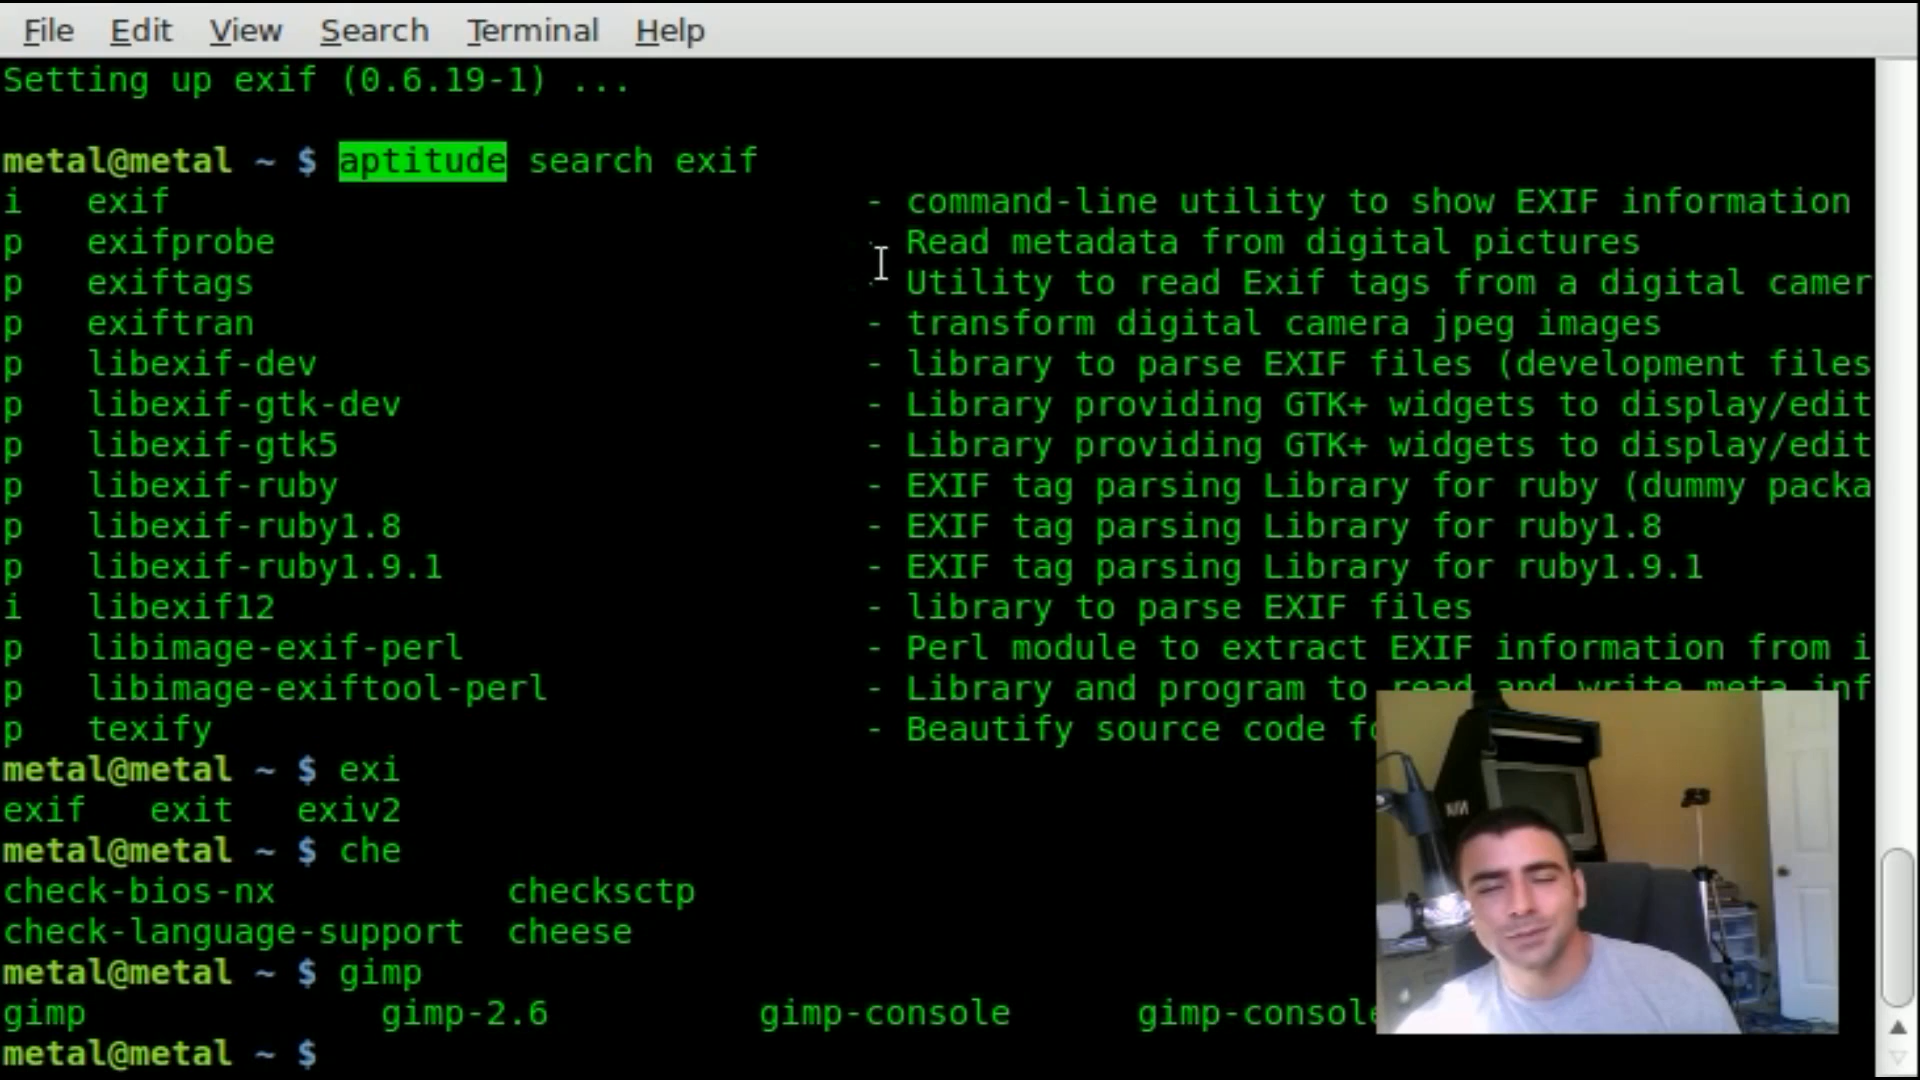 File Edit View Search Terminal Help
Setting up exif (0.6.19-1) ...
metal@metal ~ $ aptitude search exif
i exif - command-line utility to show EXIF information
p exifprobe - Read metadata from digital pictures
p exiftags - Utility to read Exif tags from a digital camer
p exiftran - transform digital camera jpeg images
p libexif-dev - library to parse EXIF files (development files
p libexif-gtk-dev - Library providing GTK+ widgets to display/edit
p libexif-gtk5 - Library providing GTK+ widgets to display/edit
p libexif-ruby - EXIF tag parsing Library for ruby (dummy packa
p libexif-ruby1.8 - EXIF tag parsing Library for ruby1.8
p libexif-ruby1.9.1 - EXIF tag parsing Library for ruby1.9.1
i libexif12 - library to parse EXIF files
p libimage-exif-perl - Perl module to extract EXIF information from i
p libimage-exiftool-perl - Library and program to read and write meta inf
p texify - Beautify source code fo
metal@metal ~ $ exi
exif exit exiv2
metal@metal ~ $ che
check-bios-nx checksctp
check-language-support cheese
metal@metal ~ $ gimp
gimp gimp-2.6 gimp-console gimp-console
metal@metal ~ $